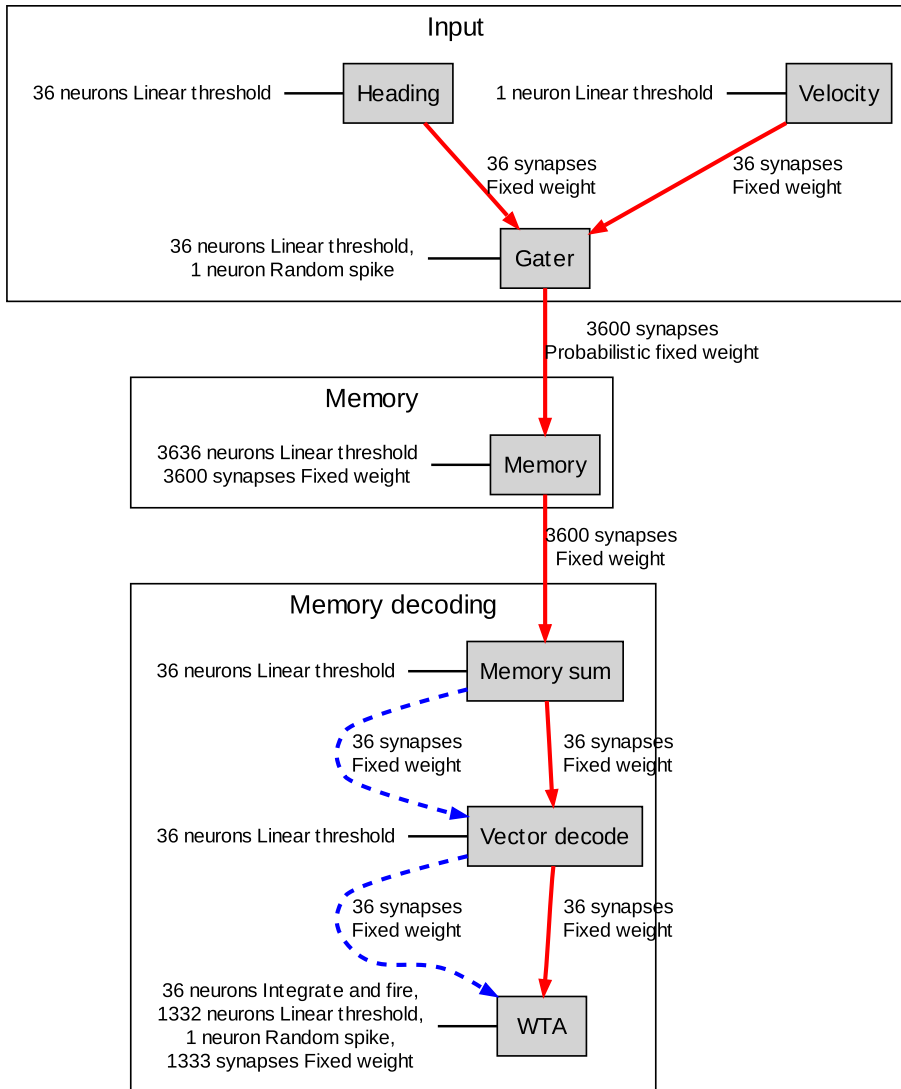 Input
36 neurons Linear threshold
Heading
1 neuron Linear threshold
Velocity
36 synapses
Fixed weight
36 synapses
Fixed weight
36 neurons Linear threshold,
1 neuron Random spike
Gater
3600 synapses
Probabilistic fixed weight
Memory
3636 neurons Linear threshold
3600 synapses Fixed weight
Memory
3600 synapses
Fixed weight
Memory decoding
36 neurons Linear threshold
Memory sum
36 synapses
Fixed weight
36 synapses
Fixed weight
36 neurons Linear threshold
Vector decode
36 synapses
Fixed weight
36 synapses
Fixed weight
36 neurons Integrate and fire,
1332 neurons Linear threshold,
1 neuron Random spike,
1333 synapses Fixed weight
WTA